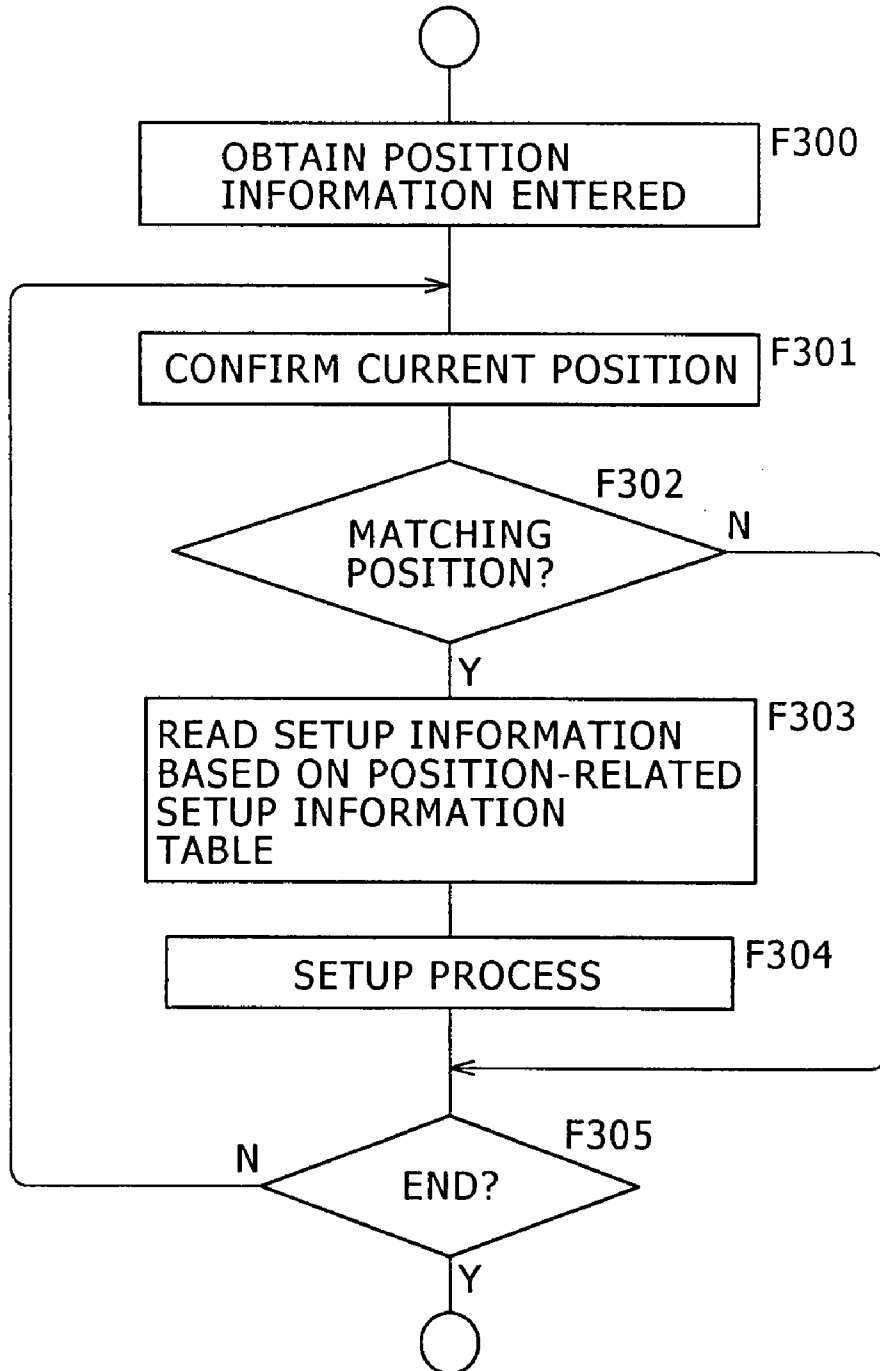 F300
OBTAIN POSITION
INFORMATION ENTERED
F301
CONFIRM CURRENT POSITION
F302
MATCHING
POSITION?
N
Y
F303
READ SETUP INFORMATION
BASED ON POSITION-RELATED
SETUP INFORMATION
TABLE
F304
SETUP PROCESS
F305
N
END?
Y